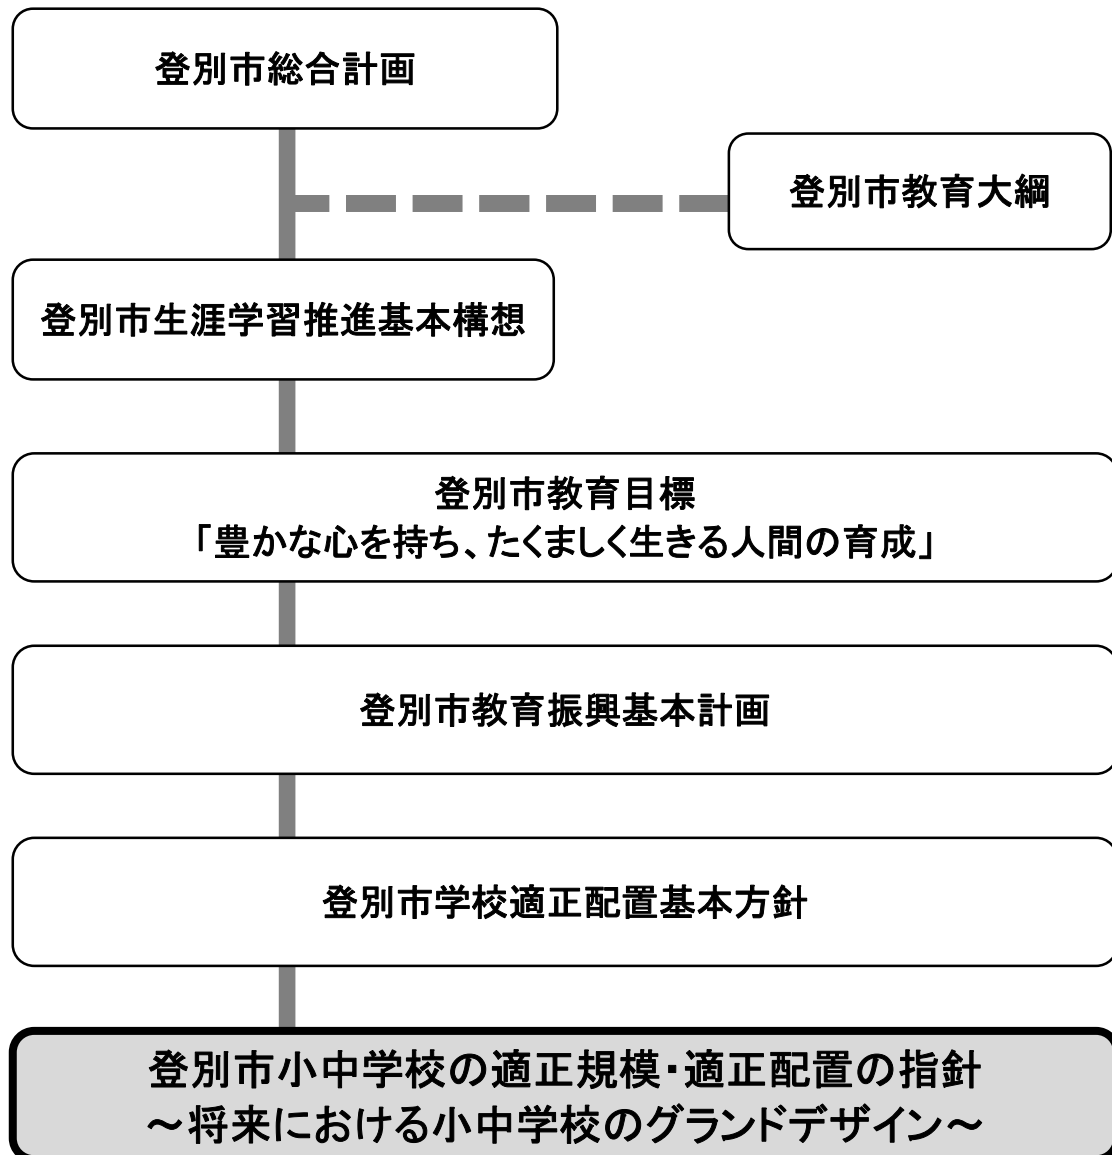 登別市総合計画
登別市教育大綱
登別市生涯学習推進基本構想
登別市教育目標
「豊かな心を持ち、たくましく生きる人間の育成」
登別市教育振興基本計画
登別市学校適正配置基本方針
登別市小中学校の適正規模・適正配置の指針
～将来における小中学校のグランドデザイン～